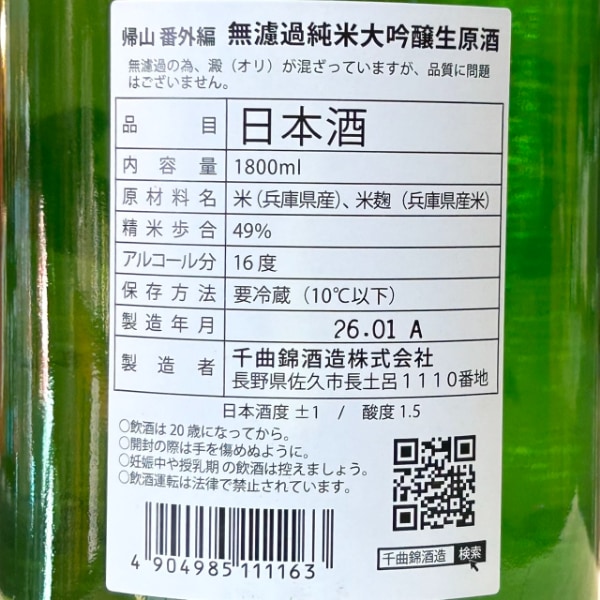 帰山 番外編 無濾過純米大吟醸生原酒
無濾過の為、澱（オリ）が混ざっていますが、品質に問題
はございません。
品目 日本酒
内容量 1800ml
原材料名 米（兵庫県産）、米麹（兵庫県産米）
精米歩合 49%
アルコール分 16度
保存方法 要冷蔵（10℃以下）
製造年月 26.01 A
製造者 千曲錦酒造株式会社
長野県佐久市長土呂1110番地
日本酒度 ±1 / 酸度 1.5
○飲酒は20歳になってから。
○開封の際は手を傷めぬように。
○妊娠中や授乳期の飲酒は控えましょう。
○飲酒運転は法律で禁止されています。
4 904985 111163
千曲錦酒造 検索